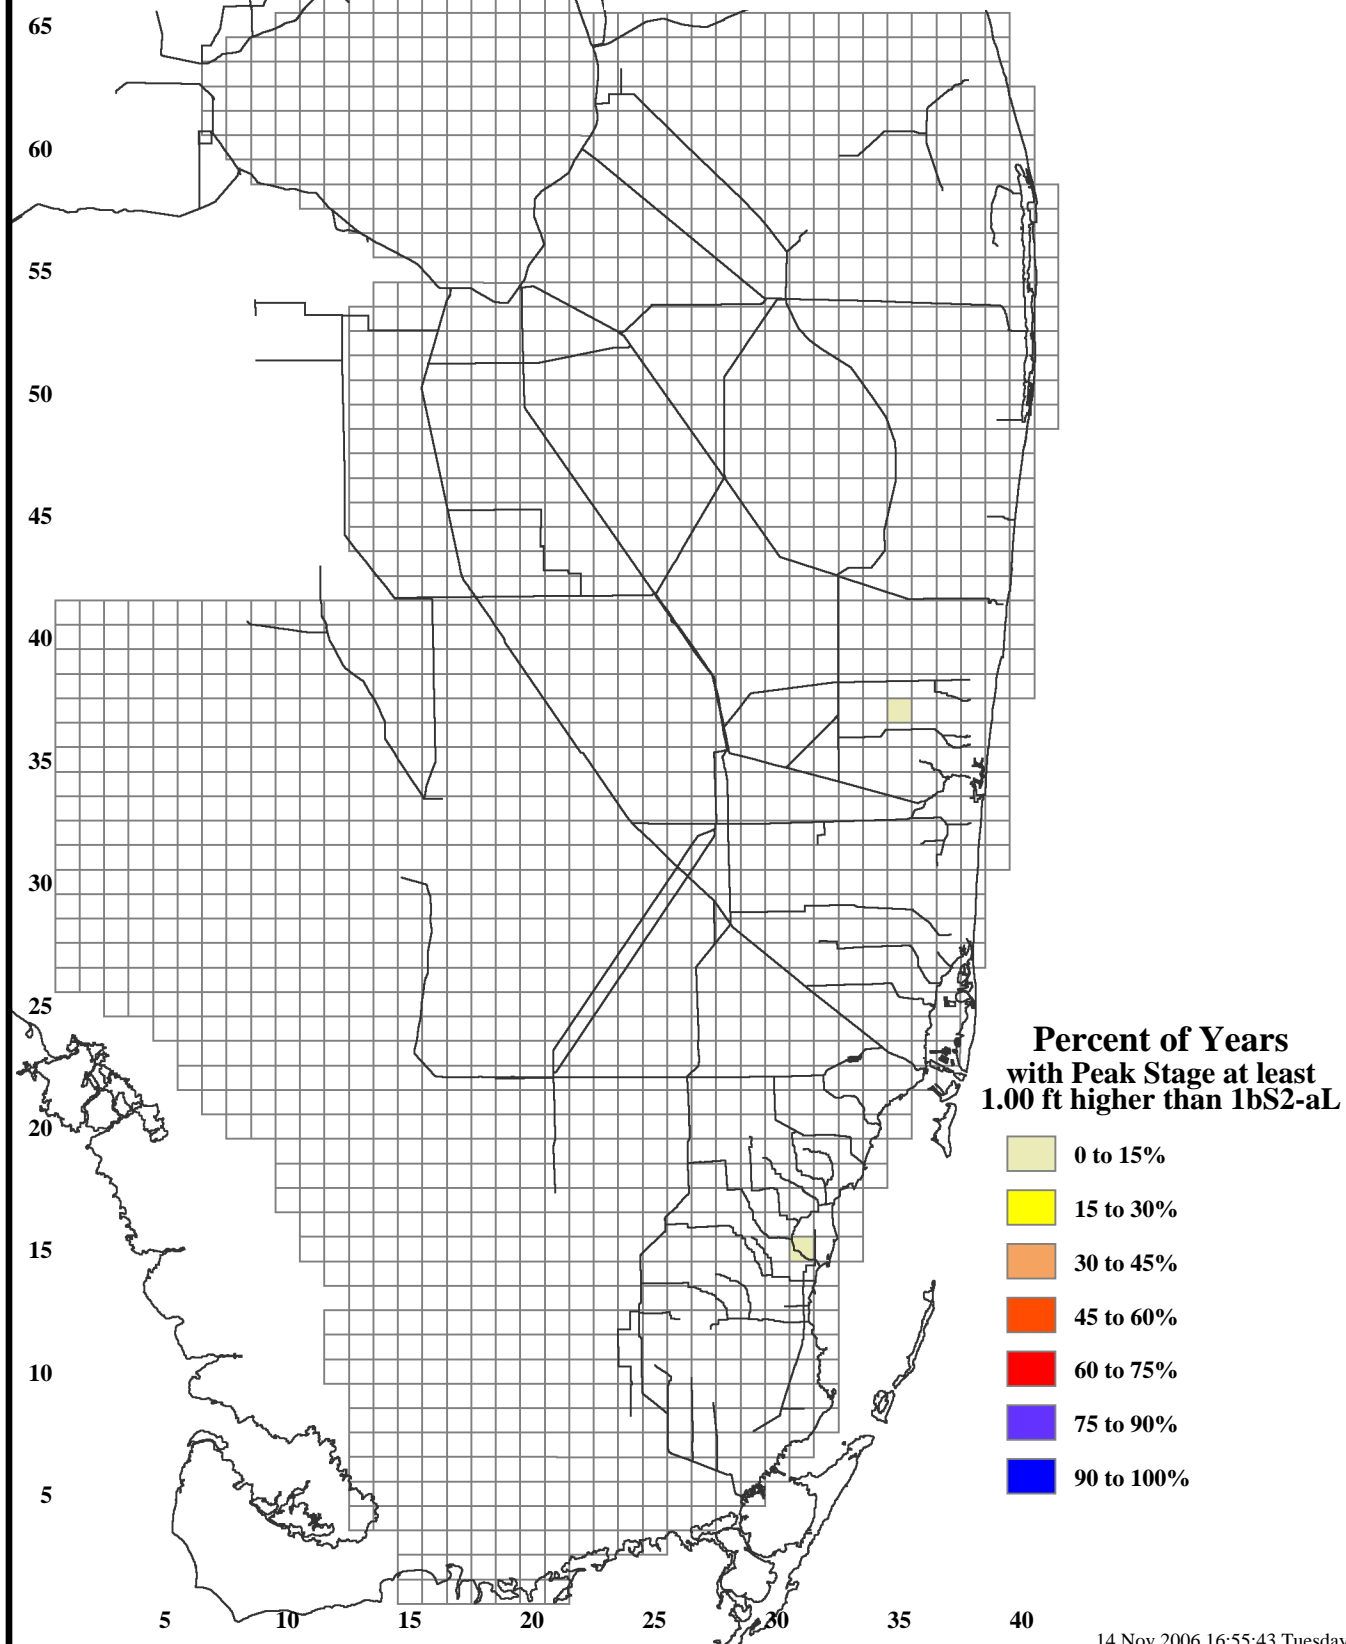 65
60
55
50
45
40
35
30
25
20
15
10
5
Percent of Years
with Peak Stage at least
1.00 ft higher than 1bS2-aL
0 to 15%
15 to 30%
30 to 45%
45 to 60%
60 to 75%
75 to 90%
90 to 100%
5 10 15 20 25 30 35 40
14 Nov 2006 16:55:43 Tuesday